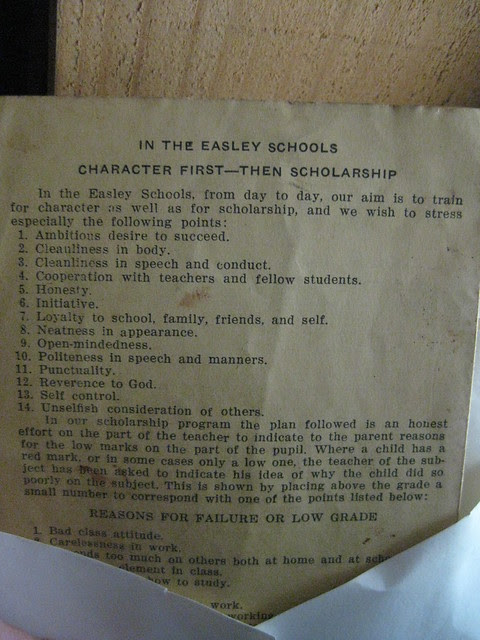 IN THE EASLEY SCHOOLS
CHARACTER FIRST—THEN SCHOLARSHIP
In the Easley Schools, from day to day, our aim is to train
for character as well as for scholarship, and we wish to stress
especially the following points:
1. Ambitious desire to succeed.
2. Cleanliness in body.
3. Cleanliness in speech and conduct.
4. Cooperation with teachers and fellow students.
5. Honesty.
6. Initiative.
7. Loyalty to school, family, friends, and self.
8. Neatness in appearance.
9. Open-mindedness.
10. Politeness in speech and manners.
11. Punctuality.
12. Reverence to God.
13. Self control.
14. Unselfish consideration of others.
In our scholarship program the plan followed is an honest
effort on the part of the teacher to indicate to the parent reasons
for the low marks on the part of the pupil. Where a child has a
red mark, or in some cases only a low one, the teacher of the sub-
ject has been asked to indicate his idea of why the child did so
poorly on the subject. This is shown by placing above the grade a
small number to correspond with one of the points listed below:
REASONS FOR FAILURE OR LOW GRADE
1. Bad class attitude.
Carelessness in work.
too much on others both at home and at
in class.
how to study.
work.